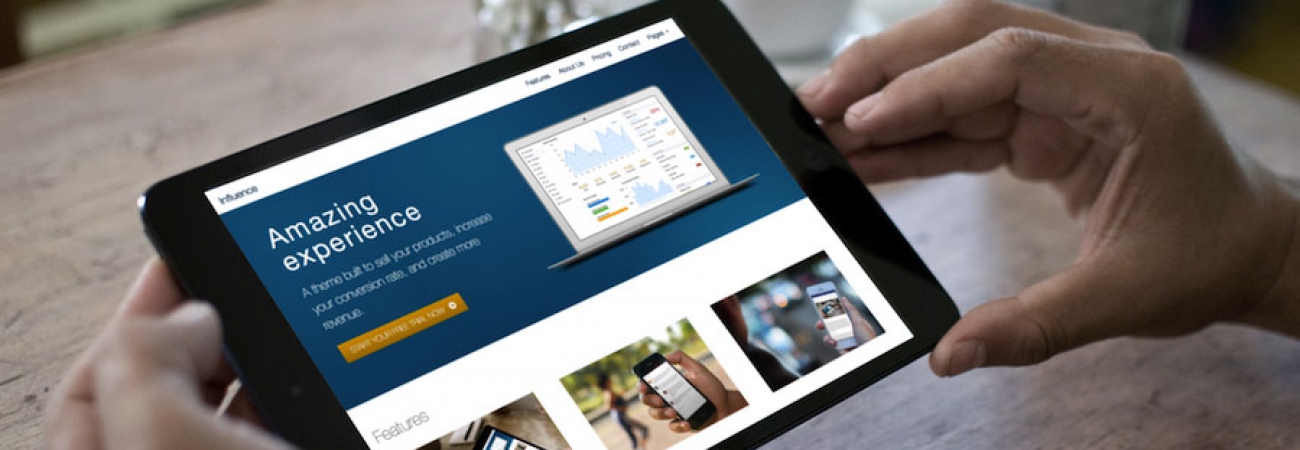 Features About Us Pricing Contact Pages
Influence
Amazing
experience
A theme built to sell your products, increase
your conversion rate, and create more
revenue.
START YOUR FREE TRIAL NOW
Features